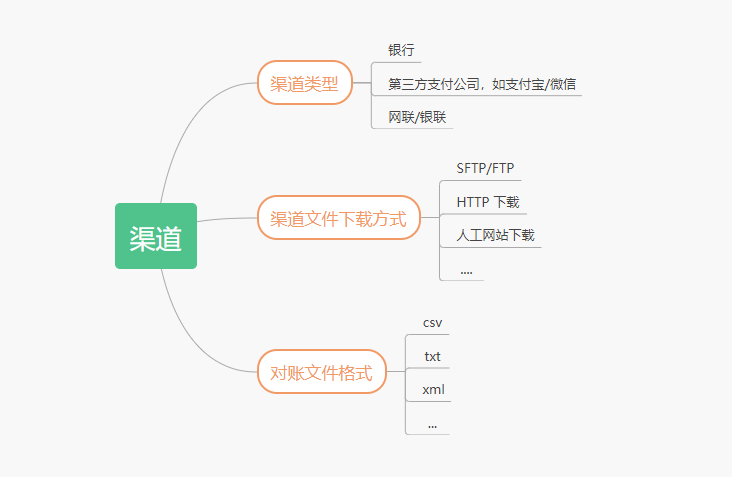 渠道
渠道类型
银行
第三方支付公司，如支付宝/微信
网联/银联
渠道文件下载方式
SFTP/FTP
HTTP 下载
人工网站下载
....
对账文件格式
csv
txt
xml
...